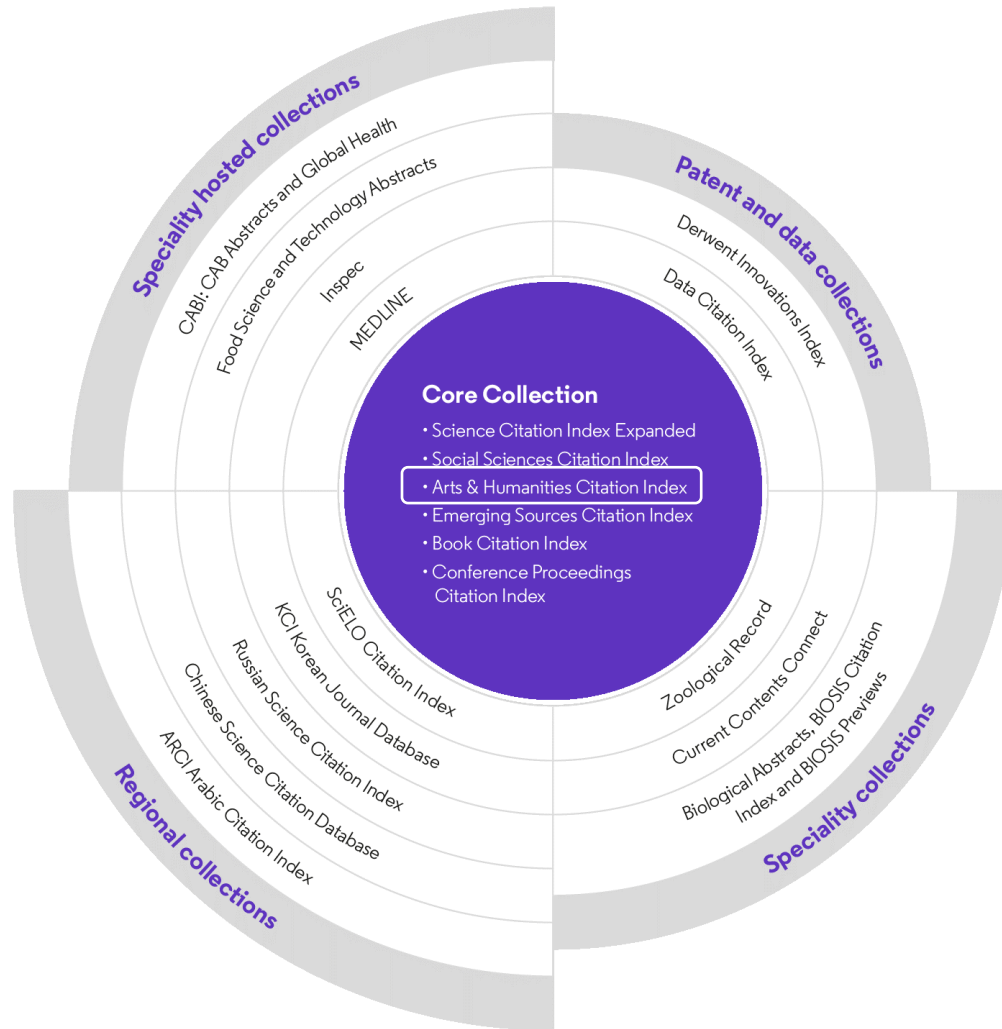 Speciality hosted collections
CABI: CAB Abstracts and Global Health
Food Science and Technology Abstracts
Inspec
MEDLINE
Patent and data collections
Derwent Innovations Index
Data Citation Index
Core Collection
• Science Citation Index Expanded
• Social Sciences Citation Index
• Arts & Humanities Citation Index
• Emerging Sources Citation Index
• Book Citation Index
• Conference Proceedings
Citation Index
SciELO Citation Index
KCI Korean Journal Database
Russian Science Citation Index
Chinese Science Citation Database
ARCI Arabic Citation Index
Regional collections
Zoological Record
Current Contents Connect
Biological Abstracts, BIOSIS Citation
Index and BIOSIS Previews
Speciality collections